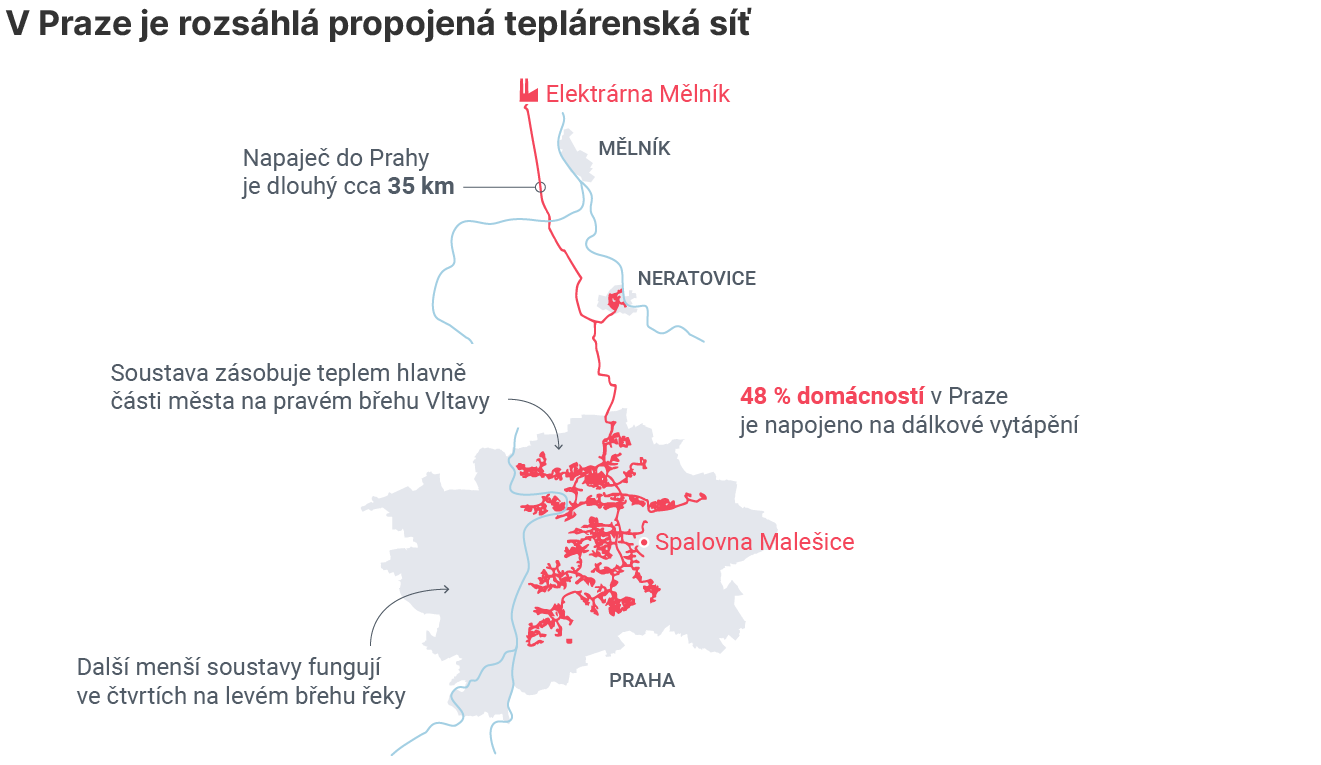 V Praze je rozsáhlá propojená teplárenská síť
Elektrárna Mělník
MĚLNÍK
Napaječ do Prahy
je dlouhý cca 35 km
NERATOVICE
Soustava zásobuje teplem hlavně
části města na pravém břehu Vltavy
48 % domácností v Praze
je napojeno na dálkové vytápění
Spalovna Malešice
Další menší soustavy fungují
ve čtvrtích na levém břehu řeky
PRAHA